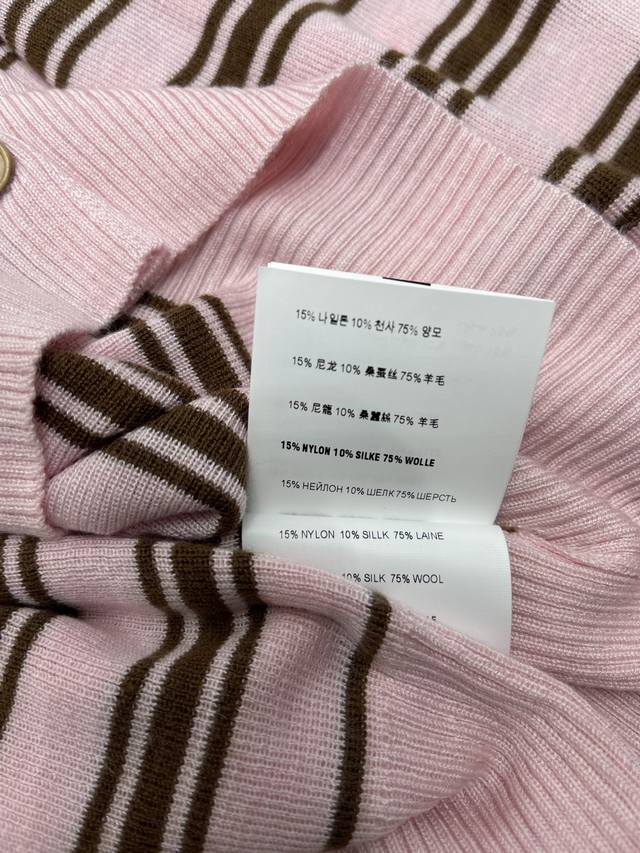 15% 나일론 10% 천사 75% 양모
15% 尼龙 10% 桑蚕丝 75% 羊毛
15% 尼龍 10% 桑蠶絲 75% 羊毛
15% NYLON 10% SILKE 75% WOLLE
15% НЕЙЛОН 10% ШЕЛК 75% ШЕРСТЬ
15% NYLON 10% SILLK 75% LAINE
10% SILK 75% WOOL